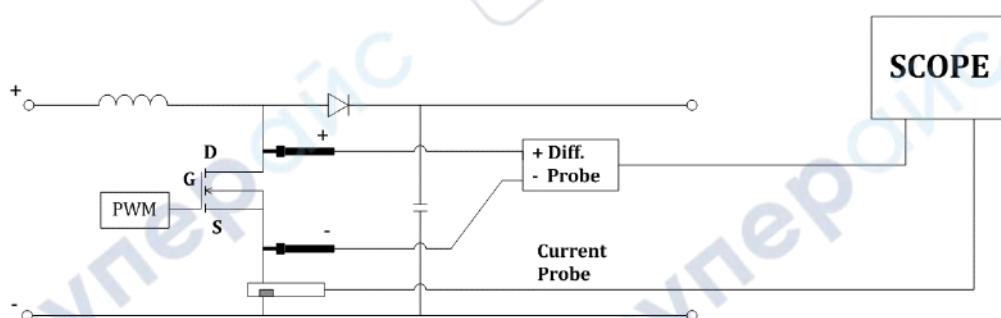 SCOPE
+
+
D
+ Diff.
- Probe
G
PWM
S
-
Current
Probe
-